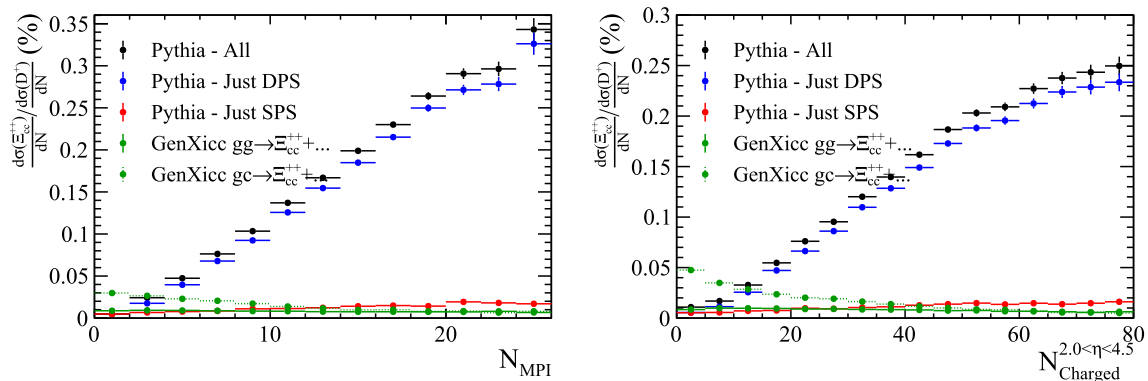 dσ(Ξcc++)/dN / dσ(D+)/dN (%)
0.35
0.3
0.25
0.2
0.15
0.1
0.05
0
Pythia - All
Pythia - Just DPS
Pythia - Just SPS
GenXicc gg→Ξcc+++...
GenXicc gc→Ξcc+++...
0 10 20
NMPI
dσ(Ξcc++)/dN / dσ(D+)/dN (%)
0.3
0.25
0.2
0.15
0.1
0.05
0
Pythia - All
Pythia - Just DPS
Pythia - Just SPS
GenXicc gg→Ξcc+++...
GenXicc gc→Ξcc+++...
0 20 40 60 80
NCharged2.0<η<4.5